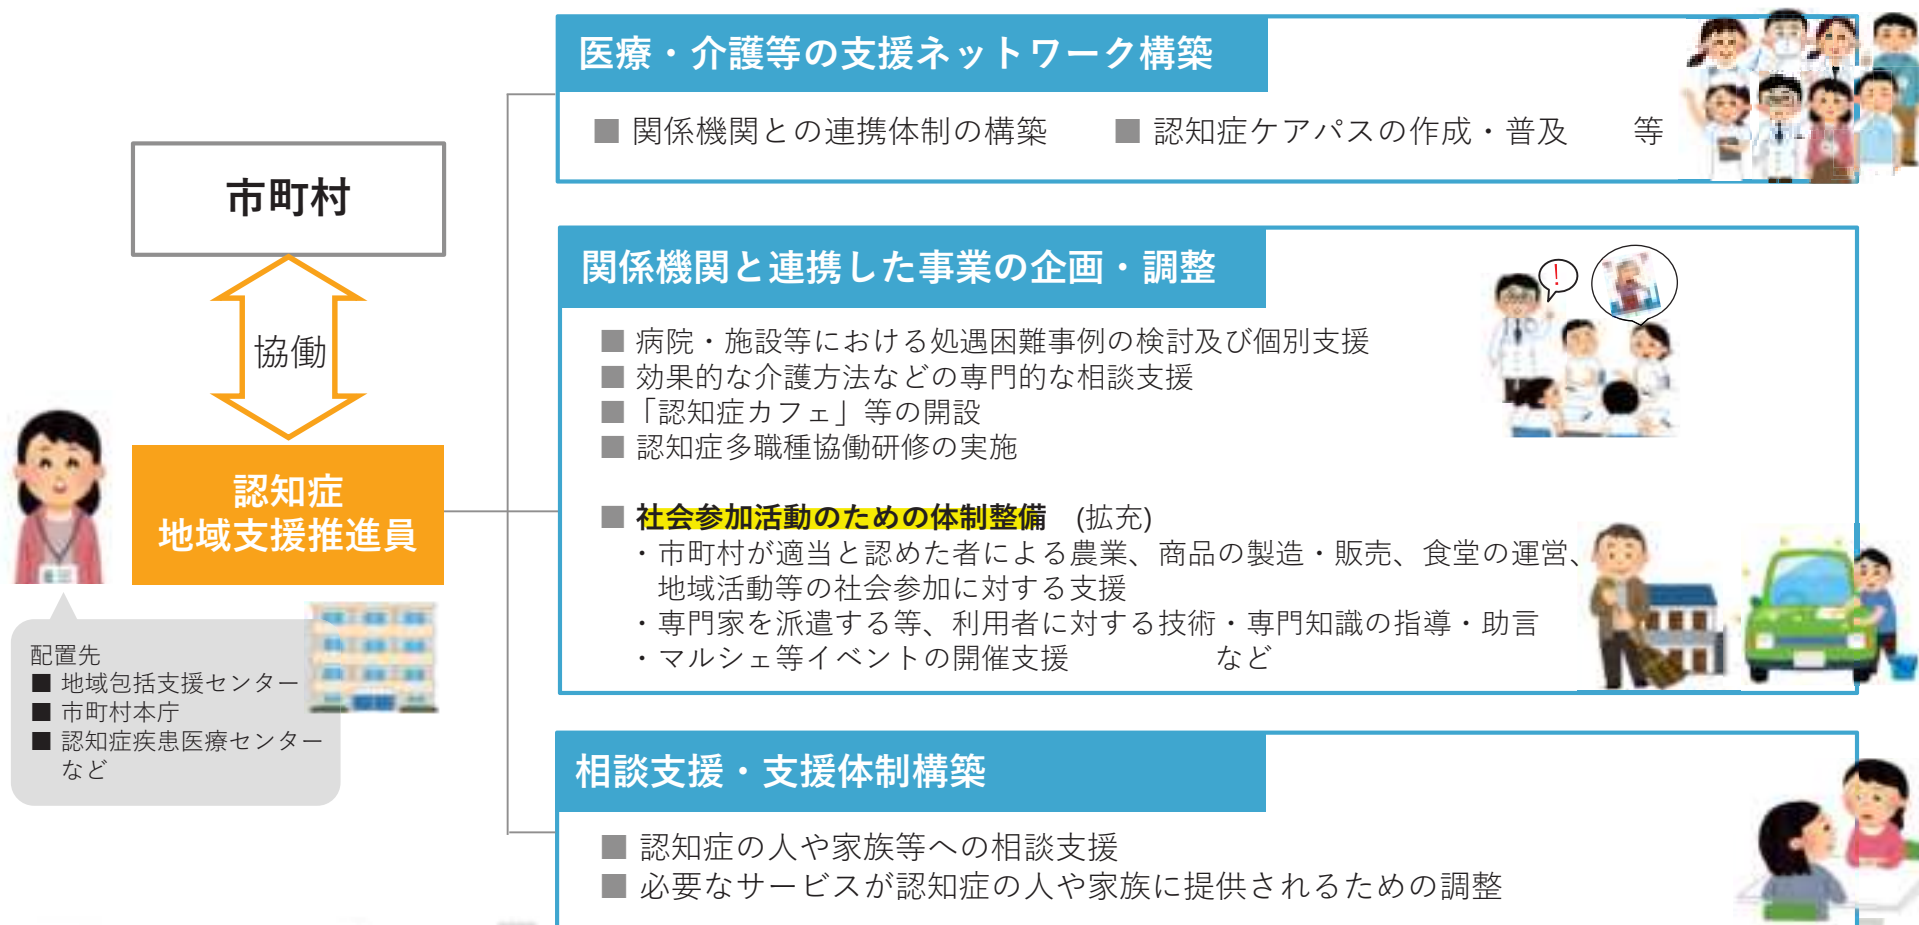 市町村
協働
認知症
地域支援推進員
配置先
■ 地域包括支援センター
■ 市町村本庁
■ 認知症疾患医療センター
など
医療・介護等の支援ネットワーク構築
■ 関係機関との連携体制の構築 ■ 認知症ケアパスの作成・普及 等
関係機関と連携した事業の企画・調整
!
■ 病院・施設等における処遇困難事例の検討及び個別支援
■ 効果的な介護方法などの専門的な相談支援
■「認知症カフェ」等の開設
■ 認知症多職種協働研修の実施
■ 社会参加活動のための体制整備 (拡充)
・市町村が適当と認めた者による農業、商品の製造・販売、食堂の運営、
地域活動等の社会参加に対する支援
・専門家を派遣する等、利用者に対する技術・専門知識の指導・助言
・マルシェ等イベントの開催支援 など
相談支援・支援体制構築
■ 認知症の人や家族等への相談支援
■ 必要なサービスが認知症の人や家族に提供されるための調整